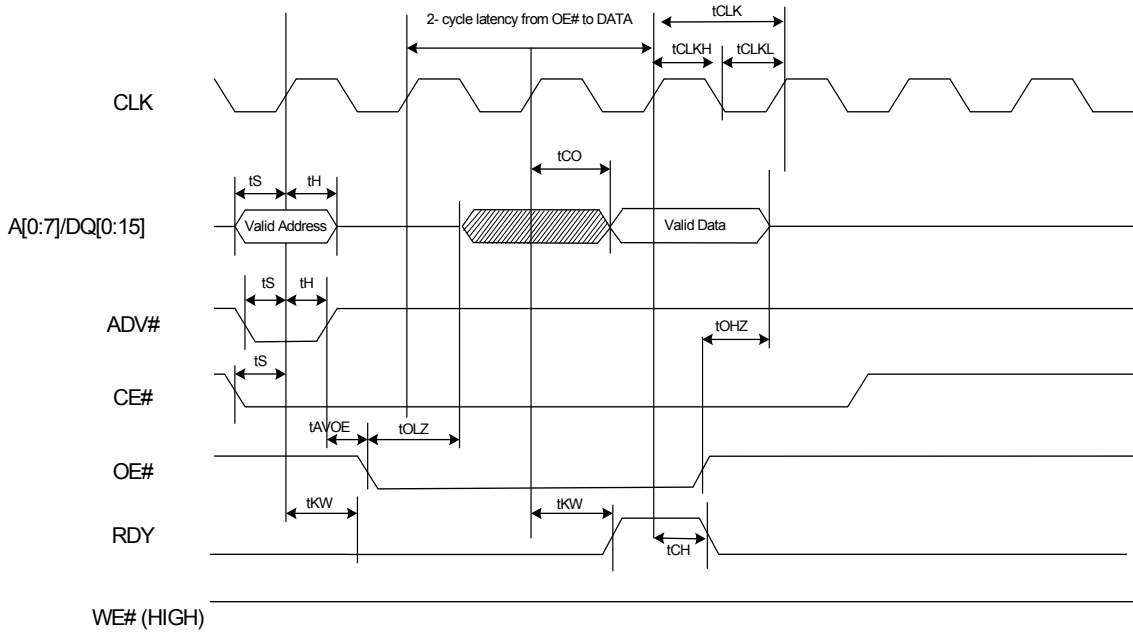 2- cycle latency from OE# to DATA
tCLK
tCLKH
tCLKL
CLK
tCO
tS
tH
A[0:7]/DQ[0:15]
Valid Address
Valid Data
tS
tH
ADV#
tOHZ
tS
CE#
tAVOE
tOLZ
OE#
tKW
tKW
RDY
tCH
WE# (HIGH)